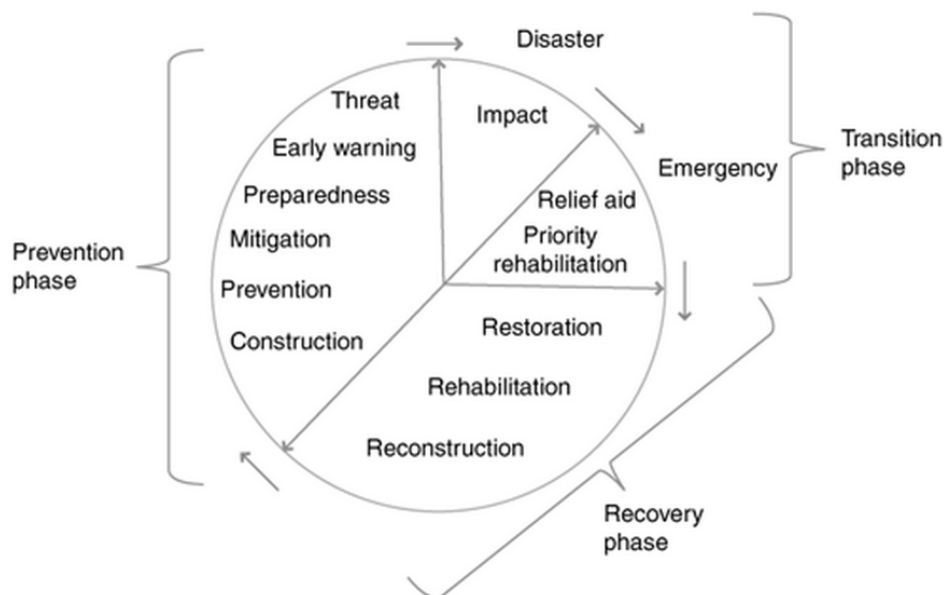 Disaster
Threat
Impact
Early warning
Preparedness
Mitigation
Prevention
Construction
Prevention
phase
Emergency
Transition
phase
Relief aid
Priority
rehabilitation
Restoration
Rehabilitation
Reconstruction
Recovery
phase